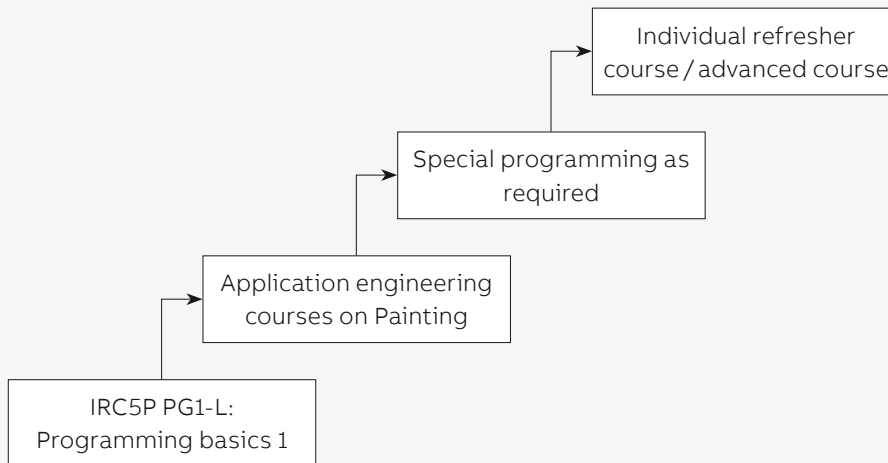 Individual refresher
course / advanced course
Special programming as
required
Application engineering
courses on Painting
IRC5P PG1-L:
Programming basics 1